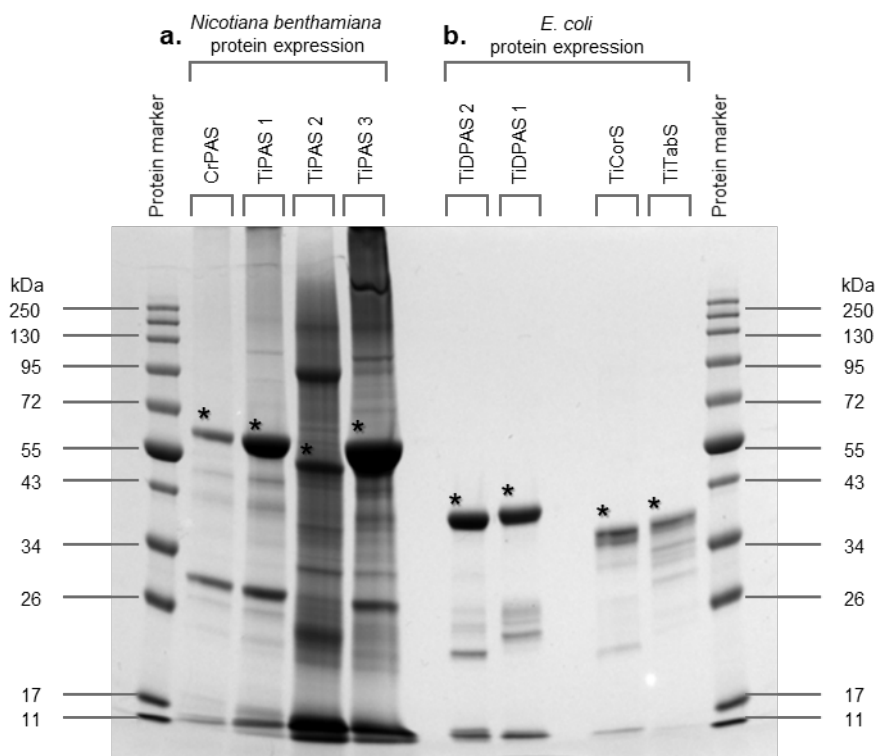 a.
Nicotiana benthamiana
protein expression
b.
E. coli
protein expression
Protein marker
CrPAS
TiPAS 1
TiPAS 2
TiPAS 3
TiDPAS 2
TiDPAS 1
TiCorS
TiTabS
Protein marker
kDa
250
130
95
72
55
43
34
26
17
11
kDa
250
130
95
72
55
43
34
26
17
11
*
*
*
*
*
*
*
*